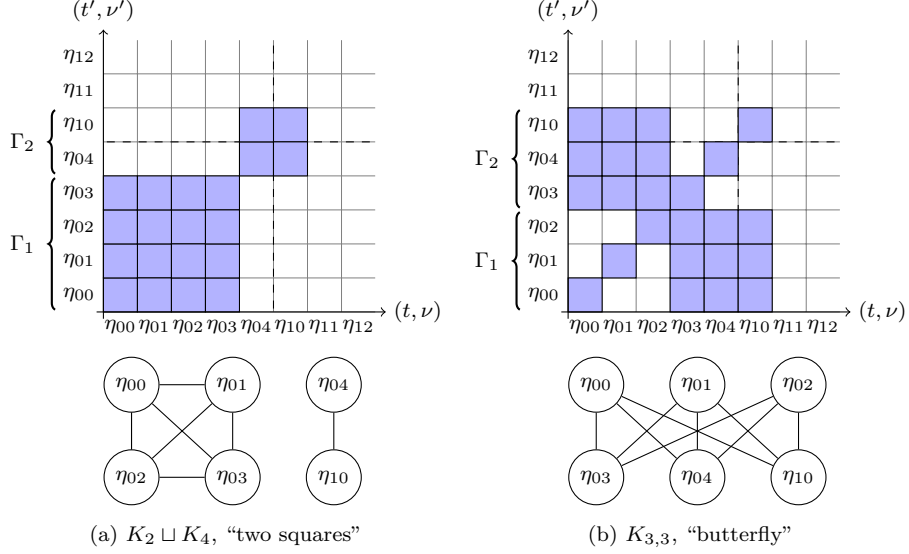 (t′, ν′)
η12
η11
η10
η04
η03
η02
η01
η00
Γ2
Γ1
η00 η01 η02 η03 η04 η10 η11 η12
(t, ν)
η00 η01 η04
η02 η03 η10
(a) K2 ⊔ K4, “two squares”
(t′, ν′)
η12
η11
η10
η04
η03
η02
η01
η00
Γ2
Γ1
η00 η01 η02 η03 η04 η10 η11 η12
(t, ν)
η00 η01 η02
η03 η04 η10
(b) K3,3, “butterfly”